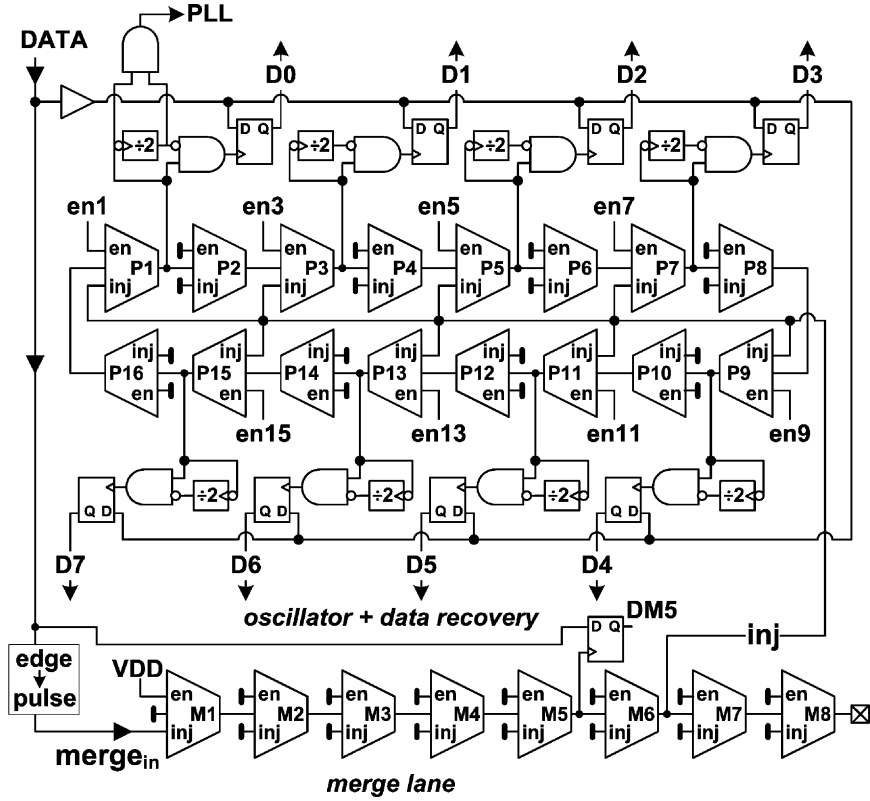 PLL
DATA
D0 D1 D2 D3
D Q D Q D Q D Q
÷2 ÷2 ÷2 ÷2
en1 en3 en5 en7
en en en en en en en en
P1 P2 P3 P4 P5 P6 P7 P8
inj inj inj inj inj inj inj inj
inj inj inj inj inj inj inj inj
P16 P15 P14 P13 P12 P11 P10 P9
en en en en en en en en
en15 en13 en11 en9
÷2 ÷2 ÷2 ÷2
Q D Q D Q D Q D
D7 D6 D5 D4
oscillator + data recovery
D Q DM5
inj
edge
pulse
VDD
en en en en en en en en
M1 M2 M3 M4 M5 M6 M7 M8
inj inj inj inj inj inj inj inj
mergein
merge lane